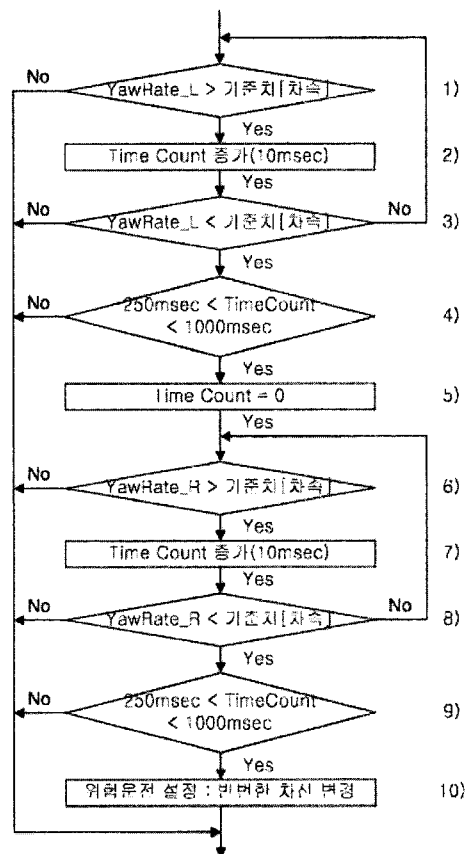 No
YawRate_L > 기준치[차속]
1)
Yes
Time Count 증가(10msec)
2)
Yes
No
YawRate_L < 기준치[차속]
No
3)
Yes
No
250msec < TimeCount
< 1000msec
4)
Yes
Time Count = 0
5)
Yes
No
YawRate_R > 기준치[차속]
6)
Yes
Time Count 증가(10msec)
7)
Yes
No
YawRate_R < 기준치[차속]
No
8)
Yes
No
250msec < TimeCount
< 1000msec
9)
Yes
위험운전 설정 : 빈번한 차선 변경
10)